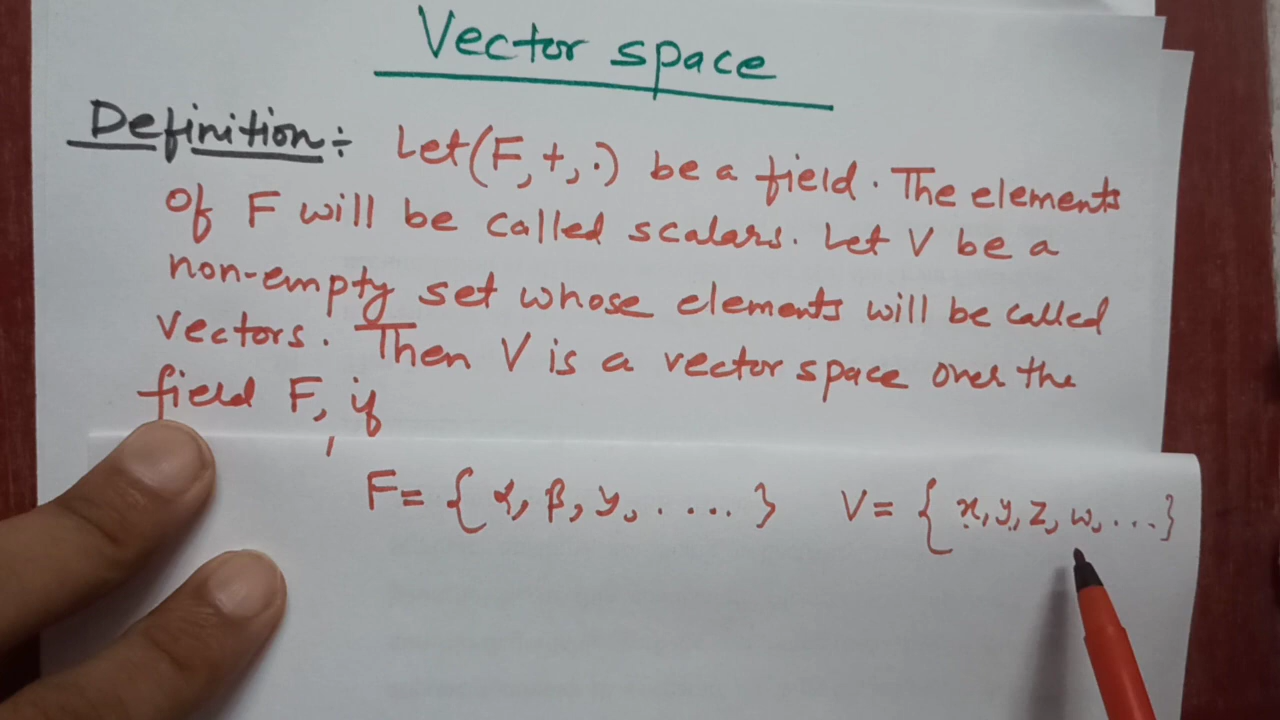 Vector space
Definition:- Let (F, +, ·) be a field. The elements
of F will be called scalars. Let V be a
non-empty set whose elements will be called
vectors. Then V is a vector space over the
field F, if
F = { α, β, γ, . . . . } V = { x, y, z, w, . . . }